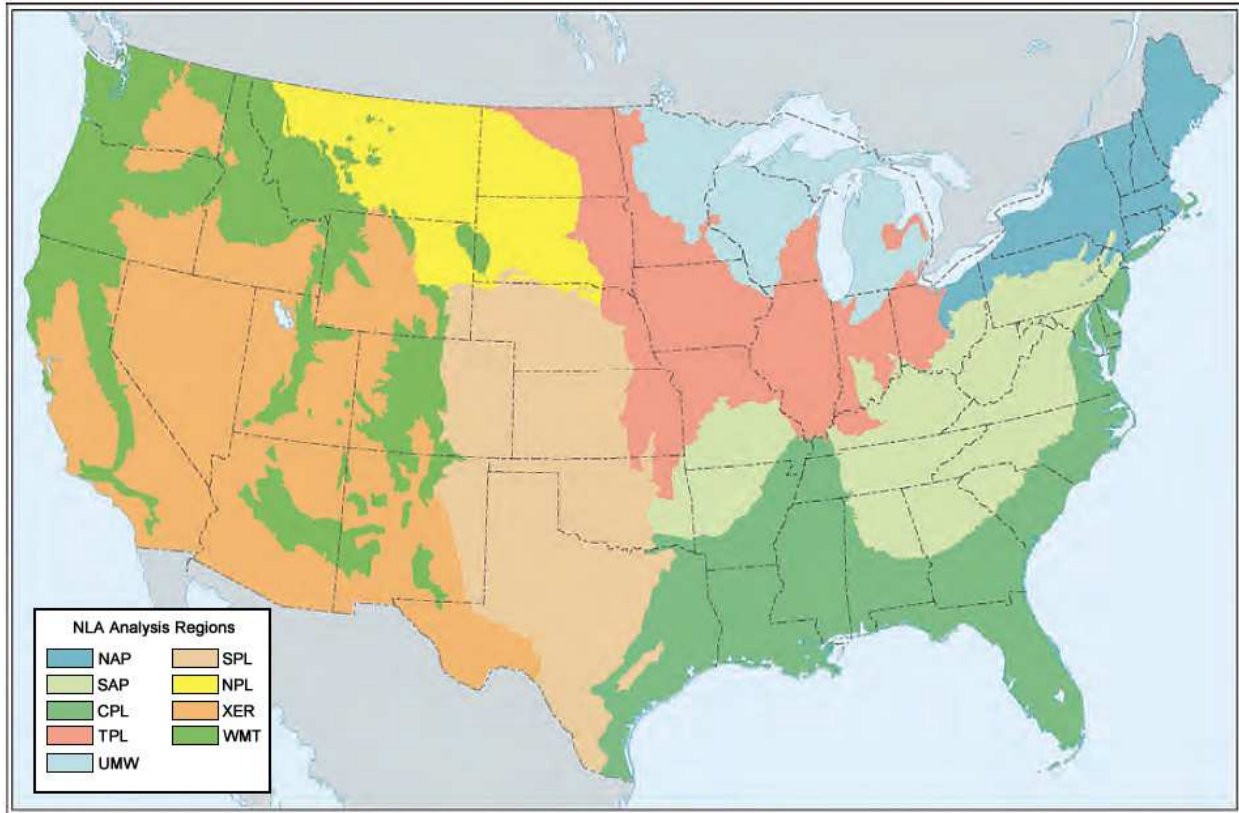 NLA Analysis Regions
NAP
SPL
SAP
NPL
CPL
XER
TPL
WMT
UMW